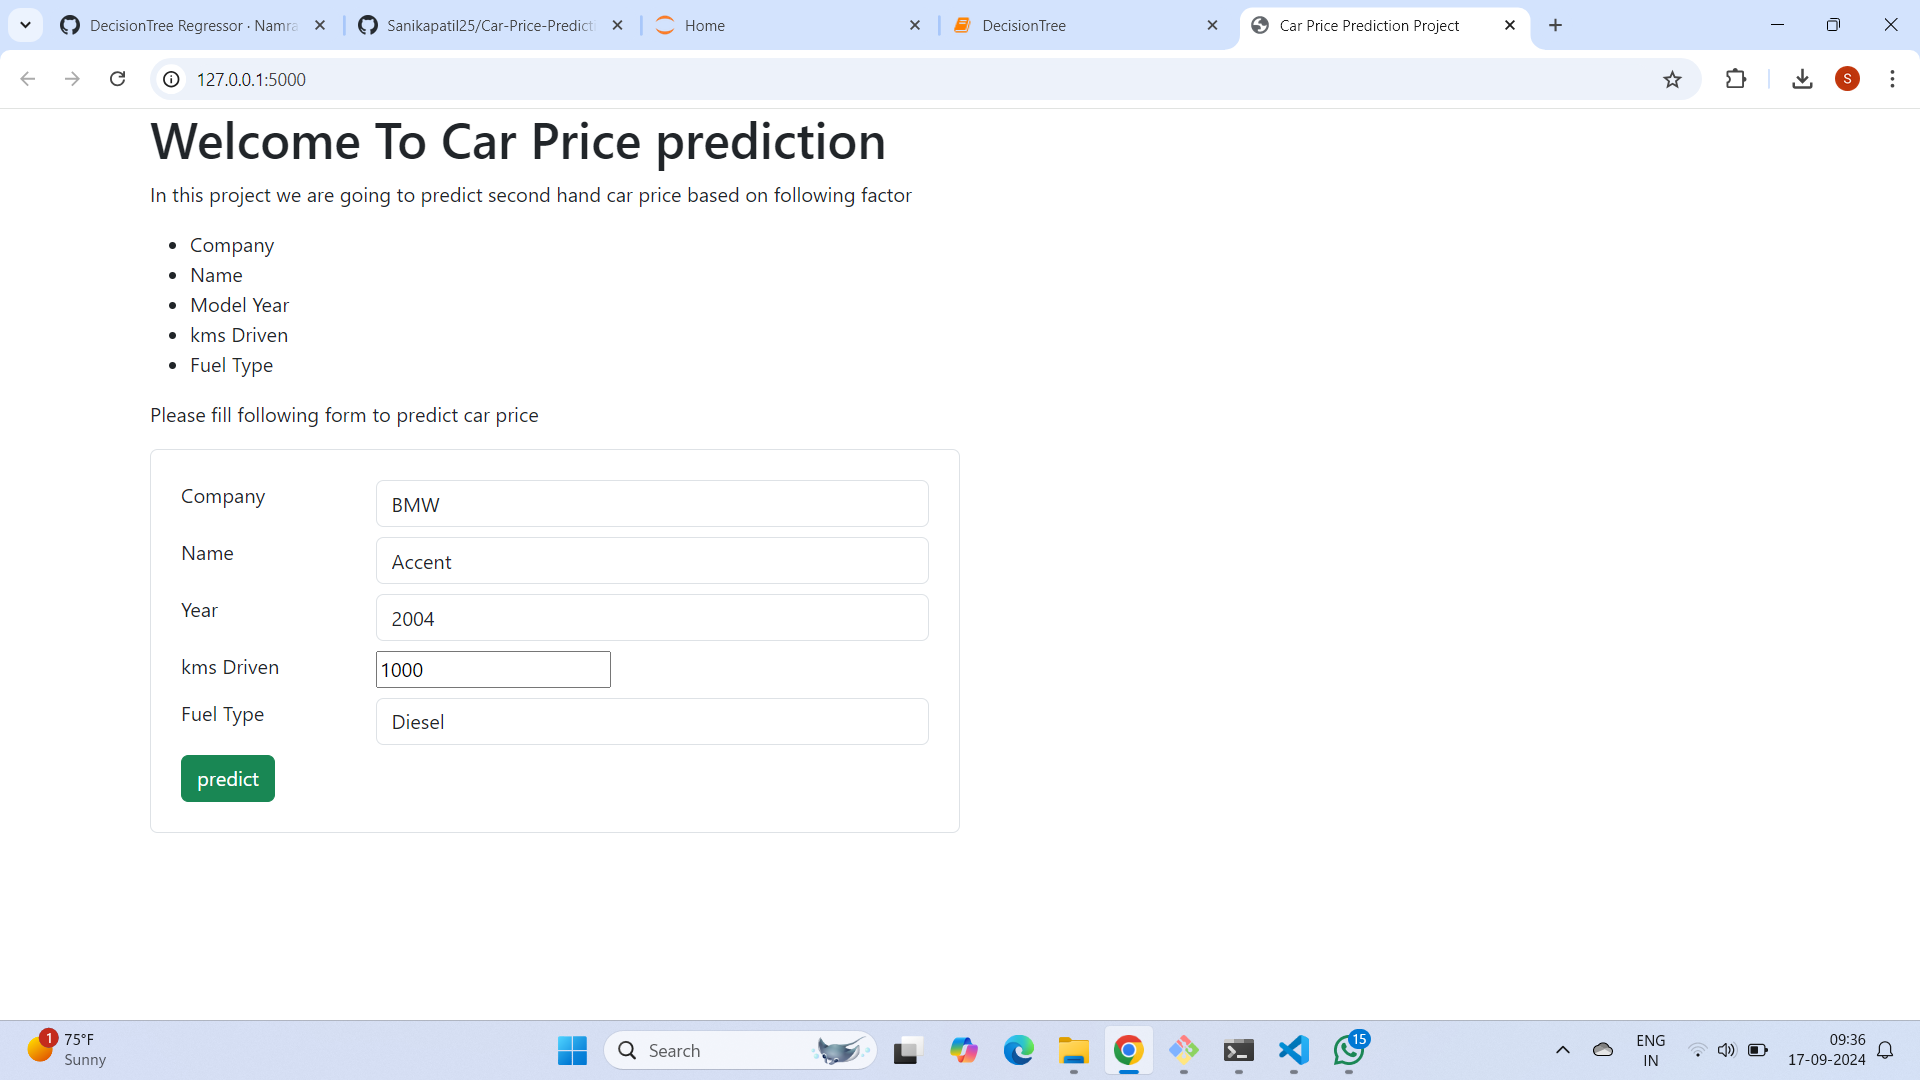 DecisionTree Regressor · Namra
Sanikapatil25/Car-Price-Predicti
Home
DecisionTree
Car Price Prediction Project
127.0.0.1:5000
S
Welcome To Car Price prediction
In this project we are going to predict second hand car price based on following factor
Company
Name
Model Year
kms Driven
Fuel Type
Please fill following form to predict car price
Company
BMW
Name
Accent
Year
2004
kms Driven
1000
Fuel Type
Diesel
predict
1
75°F
Sunny
Search
15
ENG
IN
09:36
17-09-2024